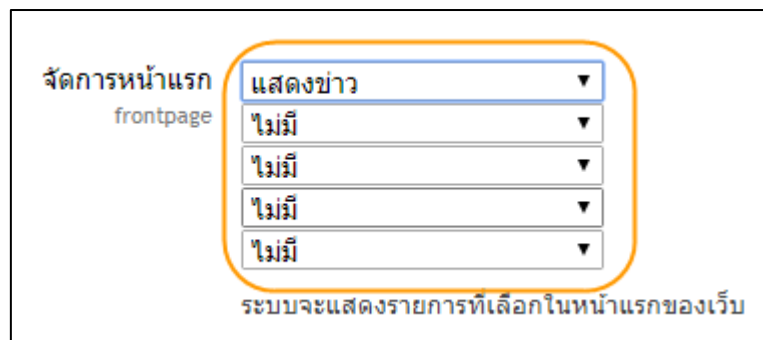 จัดการหน้าแรก
frontpage
แสดงข่าว
ไม่มี
ไม่มี
ไม่มี
ไม่มี
ระบบจะแสดงรายการที่เลือกในหน้าแรกของเว็บ